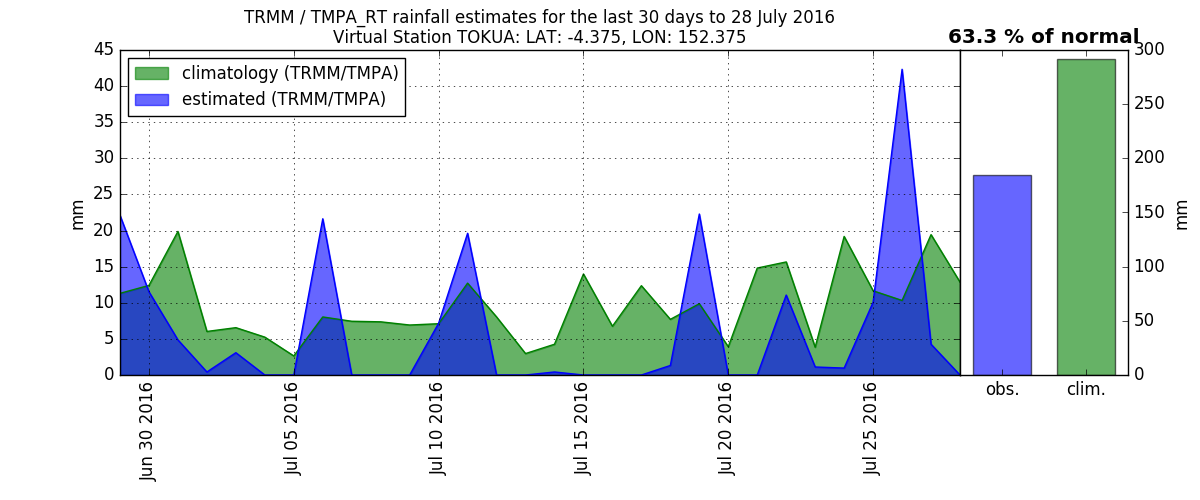 TRMM / TMPA_RT rainfall estimates for the last 30 days to 28 July 2016
Virtual Station TOKUA: LAT: -4.375, LON: 152.375
63.3 % of normal
climatology (TRMM/TMPA)
estimated (TRMM/TMPA)
mm
45
40
35
30
25
20
15
10
5
0
Jun 30 2016
Jul 05 2016
Jul 10 2016
Jul 15 2016
Jul 20 2016
Jul 25 2016
obs.
clim.
300
250
200
150
100
50
0
mm